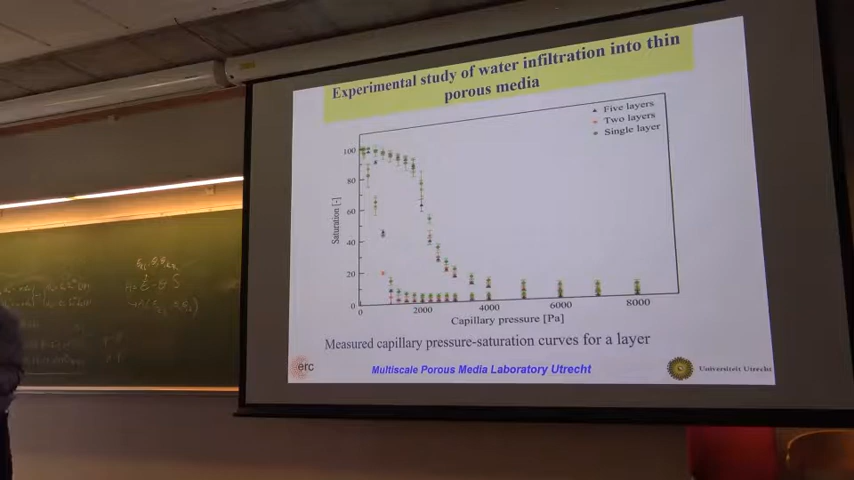 Experimental study of water infiltration into thin
porous media
Five layers
Two layers
Single layer
100
80
60
40
20
0
Saturation [-]
0
2000
4000
6000
8000
Capillary pressure [Pa]
Measured capillary pressure-saturation curves for a layer
erc
Multiscale Porous Media Laboratory Utrecht
Universiteit Utrecht